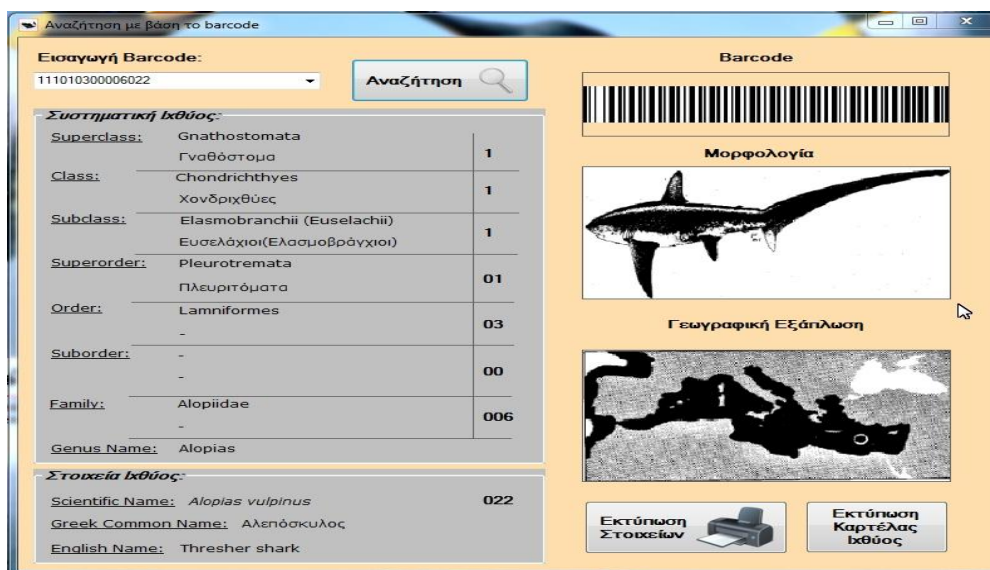 Αναζήτηση με βάση το barcode
Εισαγωγή Barcode:
111010300006022
Αναζήτηση
Συστηματική Ιχθύος:
Superclass: Gnathostomata
Γναθόστομα
1
Class: Chondrichthyes
Χονδριχθύες
1
Subclass: Elasmobranchii (Euselachii)
Ευσελάχιοι(Ελασμοβράγχιοι)
1
Superorder: Pleurotremata
Πλευριτόματα
01
Order: Lamniformes
-
03
Suborder: -
-
00
Family: Alopiidae
-
006
Genus Name: Alopias
Στοιχεία Ιχθύος:
Scientific Name: Alopias vulpinus 022
Greek Common Name: Αλεπόσκυλος
English Name: Thresher shark
Barcode
Μορφολογία
Γεωγραφική Εξάπλωση
Εκτύπωση
Στοιχείων
Εκτύπωση
Καρτέλας
Ιχθύος